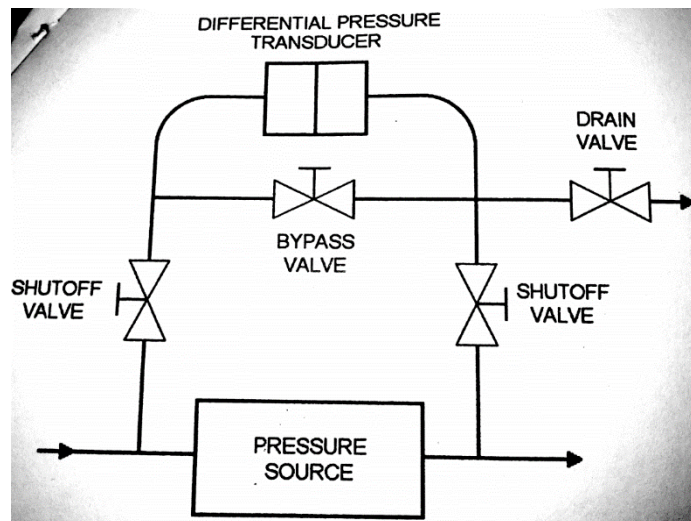 DIFFERENTIAL PRESSURE
TRANSDUCER
DRAIN
VALVE
BYPASS
VALVE
SHUTOFF
VALVE
SHUTOFF
VALVE
PRESSURE
SOURCE